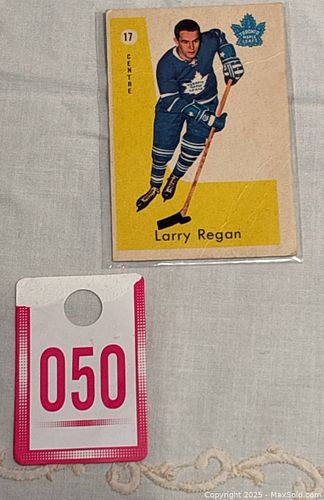 17
CENTRE
TORONTO
MAPLE
LEAFS
Larry Regan
050
Copyright © 2025 - MaxSold.com